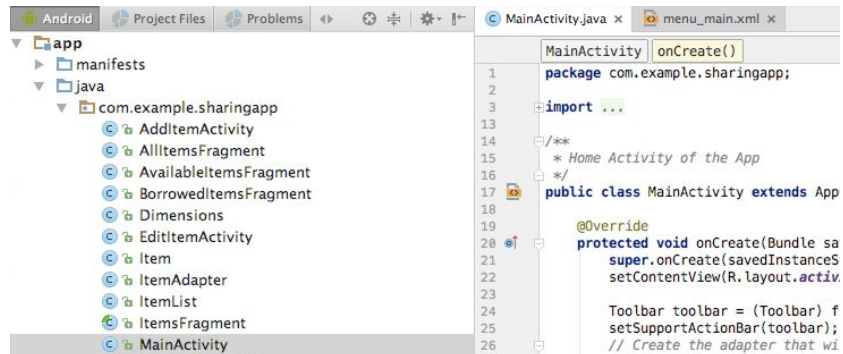 Android Project Files Problems
app
manifests
java
com.example.sharingapp
AddItemActivity
AllItemsFragment
AvailableItemsFragment
BorrowedItemsFragment
Dimensions
EditItemActivity
Item
ItemAdapter
ItemList
ItemsFragment
MainActivity
MainActivity.java menu_main.xml
MainActivity onCreate()
1 package com.example.sharingapp;
2
3 import ...
13
14 /**
15 * Home Activity of the App
16 */
17 public class MainActivity extends App
18
19 @Override
20 protected void onCreate(Bundle sa
21 super.onCreate(savedInstanceS
22 setContentView(R.layout.activ
23
24 Toolbar toolbar = (Toolbar) f
25 setSupportActionBar(toolbar);
26 // Create the adapter that wi